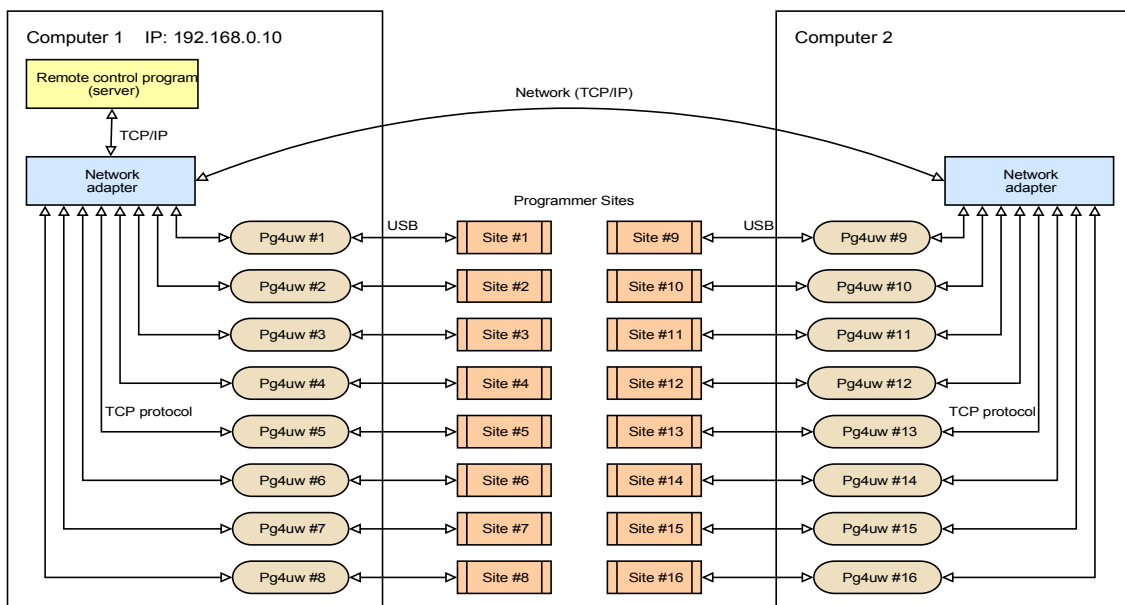 Computer 1 IP: 192.168.0.10
Computer 2
Remote control program
(server)
Network (TCP/IP)
TCP/IP
Network
adapter
Network
adapter
Programmer Sites
Pg4uw #1
USB
Site #1
Site #9
USB
Pg4uw #9
Pg4uw #2
Site #2
Site #10
Pg4uw #10
Pg4uw #3
Site #3
Site #11
Pg4uw #11
Pg4uw #4
Site #4
Site #12
Pg4uw #12
TCP protocol
TCP protocol
Pg4uw #5
Site #5
Site #13
Pg4uw #13
Pg4uw #6
Site #6
Site #14
Pg4uw #14
Pg4uw #7
Site #7
Site #15
Pg4uw #15
Pg4uw #8
Site #8
Site #16
Pg4uw #16